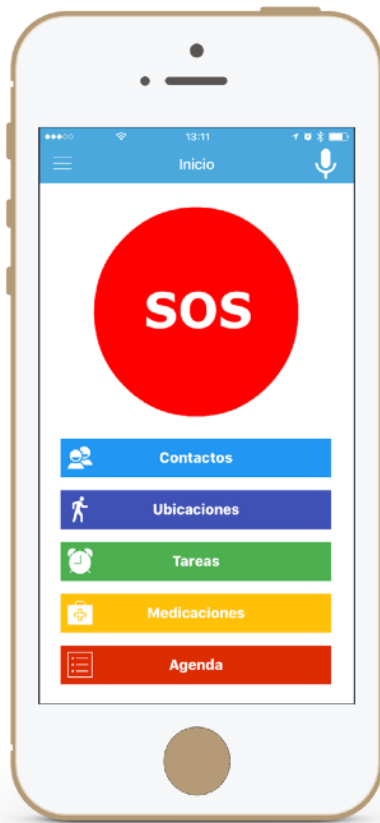 13:11
Inicio
SOS
Contactos
Ubicaciones
Tareas
Medicaciones
Agenda